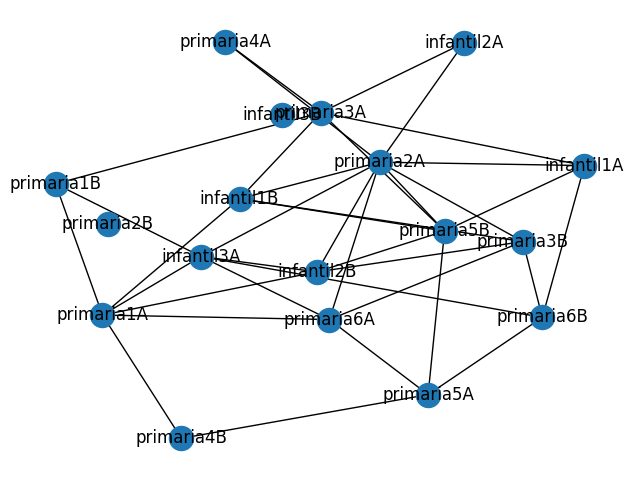 primaria4A
infantil2A
infantil3B
primaria3A
primaria2A
infantil1A
primaria1B
infantil1B
primaria2B
primaria5B
primaria3B
infantil3A
infantil2B
primaria1A
primaria6A
primaria6B
primaria5A
primaria4B